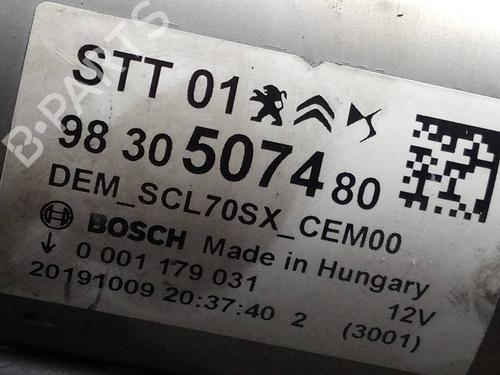 STT 01
98 30 5074 80
DEM_SCL70SX_CEM00
BOSCH Made in Hungary
0 001 179 031 12V
20191009 20:37:40 2 (3001)
B-PARTS